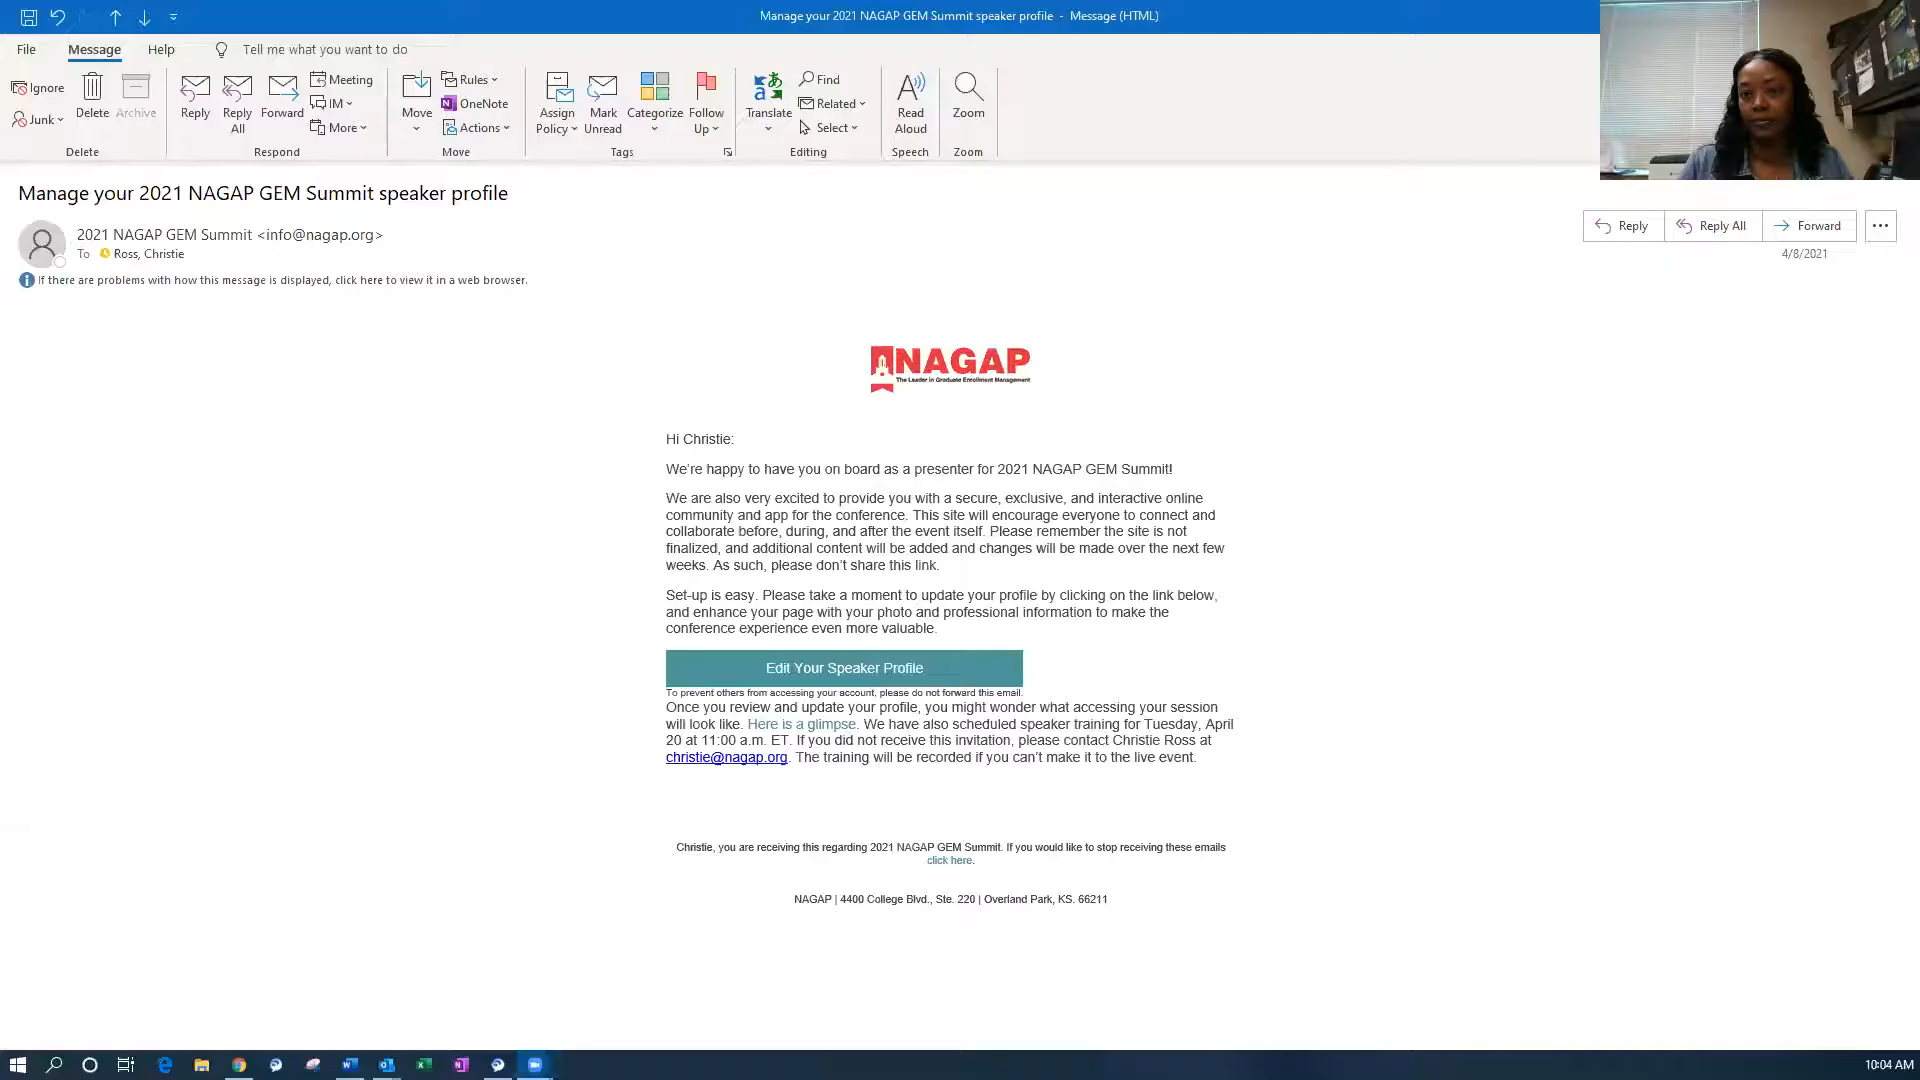 Manage your 2021 NAGAP GEM Summit speaker profile - Message (HTML)
File Message Help Tell me what you want to do
Ignore
Junk
Delete
Archive
Delete
Reply
Reply All
Forward
Meeting
IM
More
Respond
Move
Rules
OneNote
Actions
Move
Assign Policy
Mark Unread
Categorize
Follow Up
Tags
Translate
Find
Related
Select
Editing
Read Aloud
Speech
Zoom
Zoom
Manage your 2021 NAGAP GEM Summit speaker profile
2021 NAGAP GEM Summit <info@nagap.org>
To Ross, Christie
Reply Reply All Forward
4/8/2021
If there are problems with how this message is displayed, click here to view it in a web browser.
NAGAP
The Leader in Graduate Enrollment Management
Hi Christie:
We're happy to have you on board as a presenter for 2021 NAGAP GEM Summit!
We are also very excited to provide you with a secure, exclusive, and interactive online
community and app for the conference. This site will encourage everyone to connect and
collaborate before, during, and after the event itself. Please remember the site is not
finalized, and additional content will be added and changes will be made over the next few
weeks. As such, please don't share this link.
Set-up is easy. Please take a moment to update your profile by clicking on the link below,
and enhance your page with your photo and professional information to make the
conference experience even more valuable.
Edit Your Speaker Profile
To prevent others from accessing your account, please do not forward this email.
Once you review and update your profile, you might wonder what accessing your session
will look like. Here is a glimpse. We have also scheduled speaker training for Tuesday, April
20 at 11:00 a.m. ET. If you did not receive this invitation, please contact Christie Ross at
christie@nagap.org. The training will be recorded if you can't make it to the live event.
Christie, you are receiving this regarding 2021 NAGAP GEM Summit. If you would like to stop receiving these emails
click here.
NAGAP | 4400 College Blvd., Ste. 220 | Overland Park, KS. 66211
10:04 AM